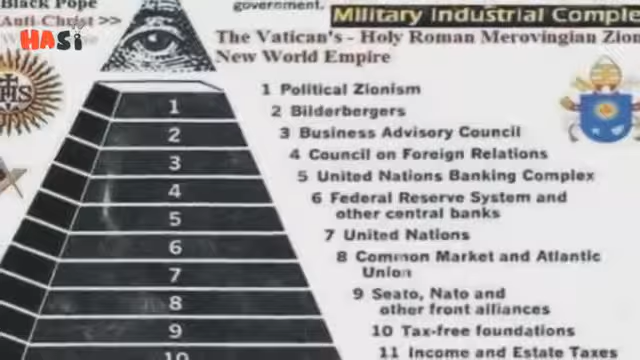 Black Pope
Anti-Christ >>
HASi
government.
Military Industrial Comple
The Vatican's - Holy Roman Merovingian Zion
New World Empire
IHS
1 Political Zionism
2 Bilderbergers
3 Business Advisory Council
4 Council on Foreign Relations
5 United Nations Banking Complex
6 Federal Reserve System and
other central banks
7 United Nations
8 Common Market and Atlantic
Union
9 Seato, Nato and
other front alliances
10 Tax-free foundations
11 Income and Estate Taxes
1
2
3
4
5
6
7
8
9
10